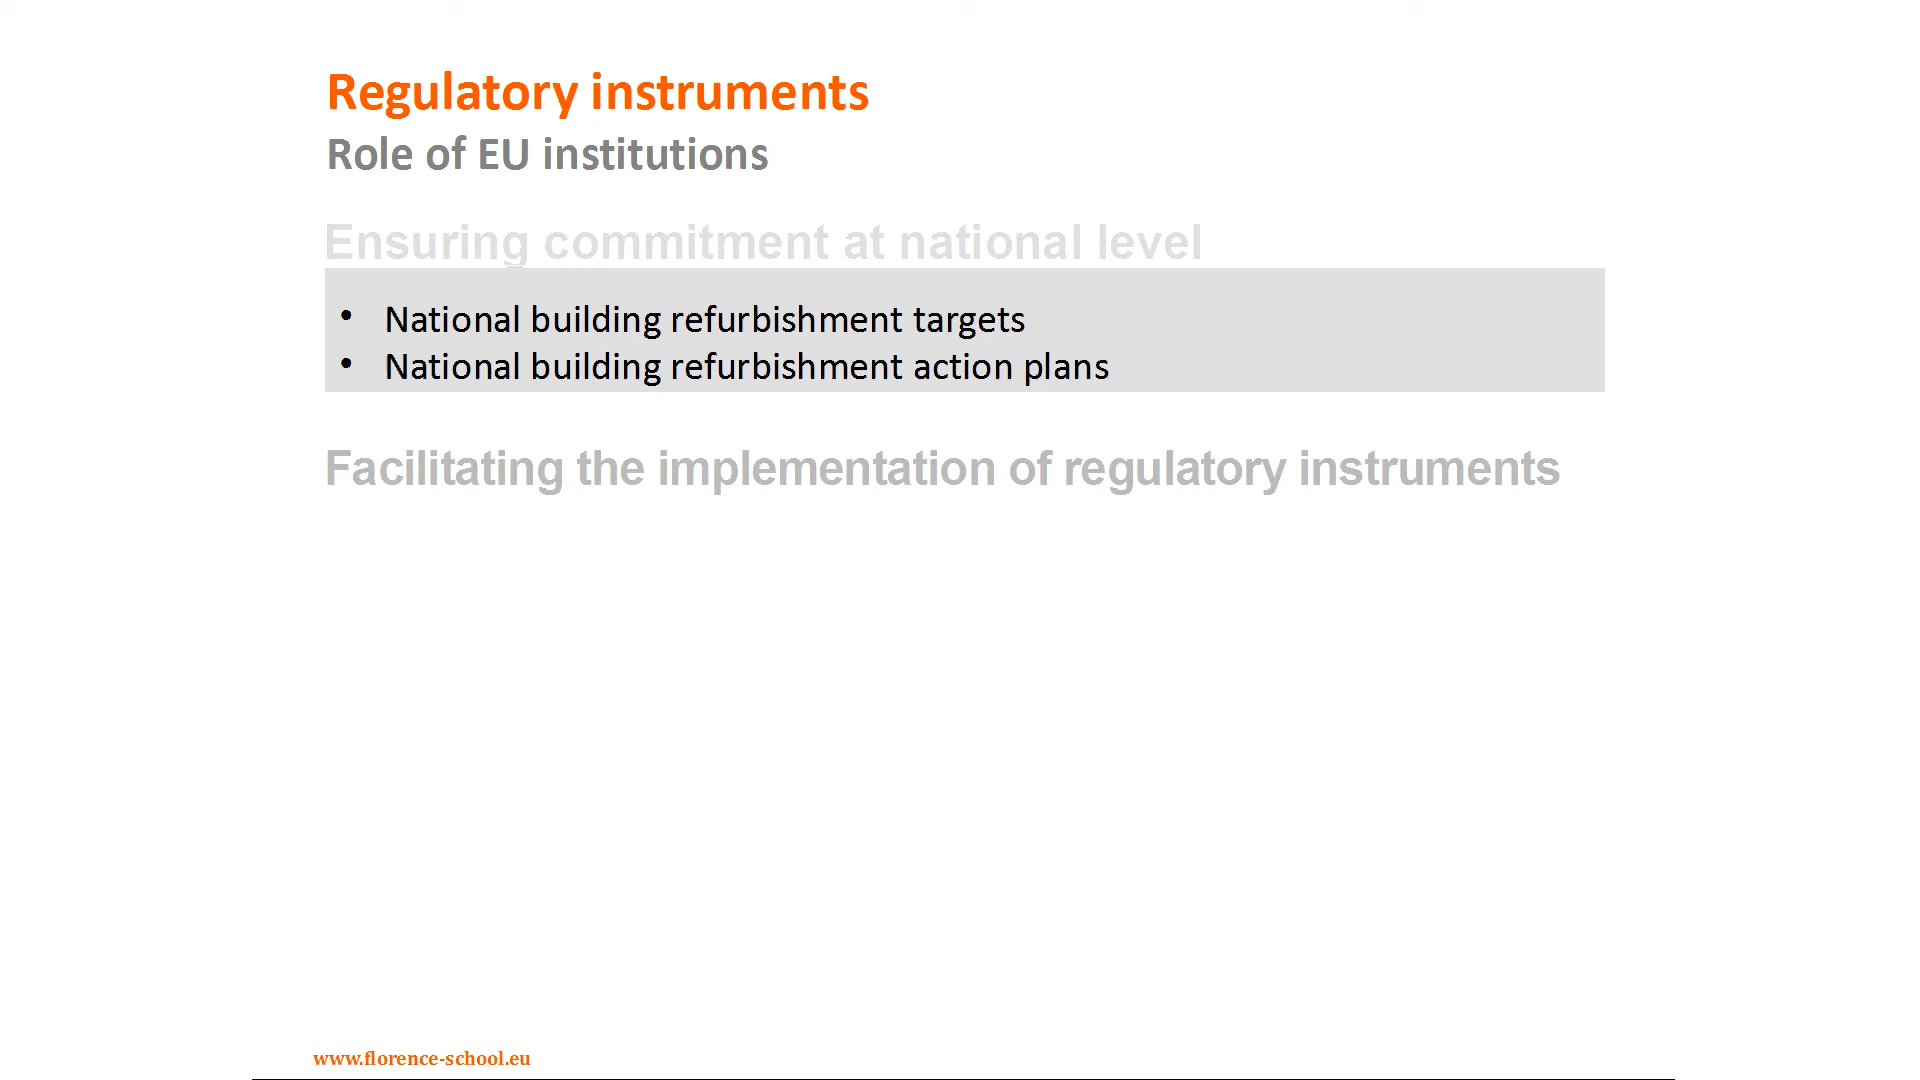 Regulatory instruments
Role of EU institutions
Ensuring commitment at national level
• National building refurbishment targets
• National building refurbishment action plans
Facilitating the implementation of regulatory instruments
www.florence-school.eu